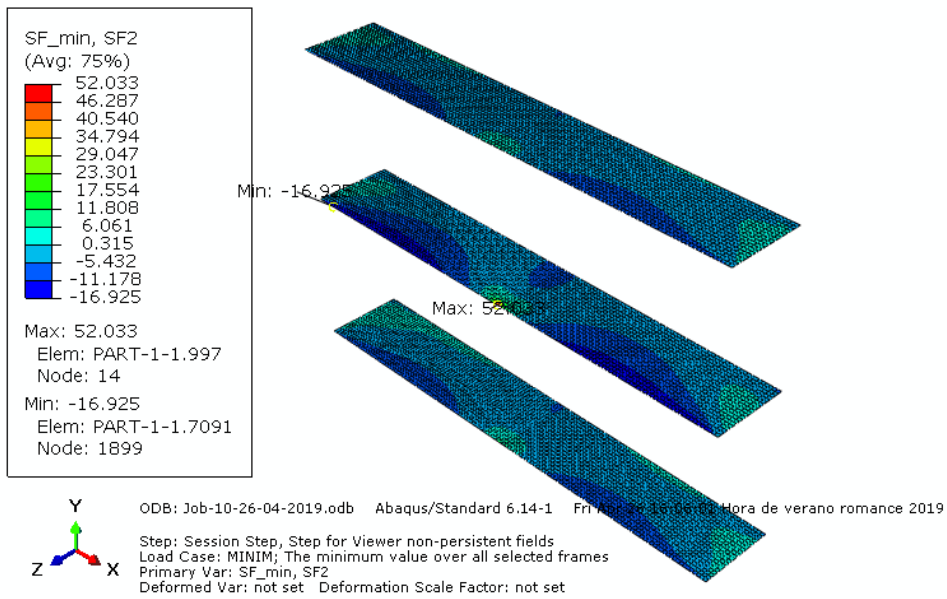 SF_min, SF2
(Avg: 75%)
52.033
46.287
40.540
34.794
29.047
23.301
17.554
11.808
6.061
0.315
-5.432
-11.178
-16.925
Max: 52.033
Elem: PART-1-1.997
Node: 14
Min: -16.925
Elem: PART-1-1.7091
Node: 1899
Min: -16.925
Max: 52.033
Y
Z
X
ODB: Job-10-26-04-2019.odb Abaqus/Standard 6.14-1 Fri Hora de verano romance 2019
Step: Session Step, Step for Viewer non-persistent fields
Load Case: MINIM; The minimum value over all selected frames
Primary Var: SF_min, SF2
Deformed Var: not set Deformation Scale Factor: not set